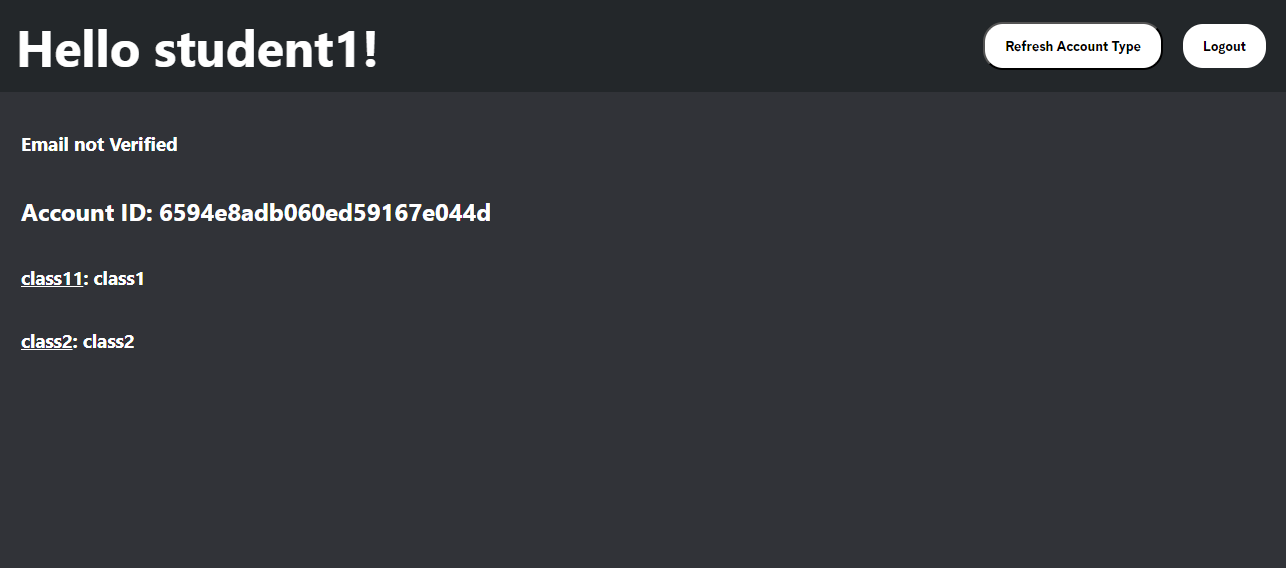 Hello student1!
Refresh Account Type
Logout
Email not Verified
Account ID: 6594e8adb060ed59167e044d
class11: class1
class2: class2